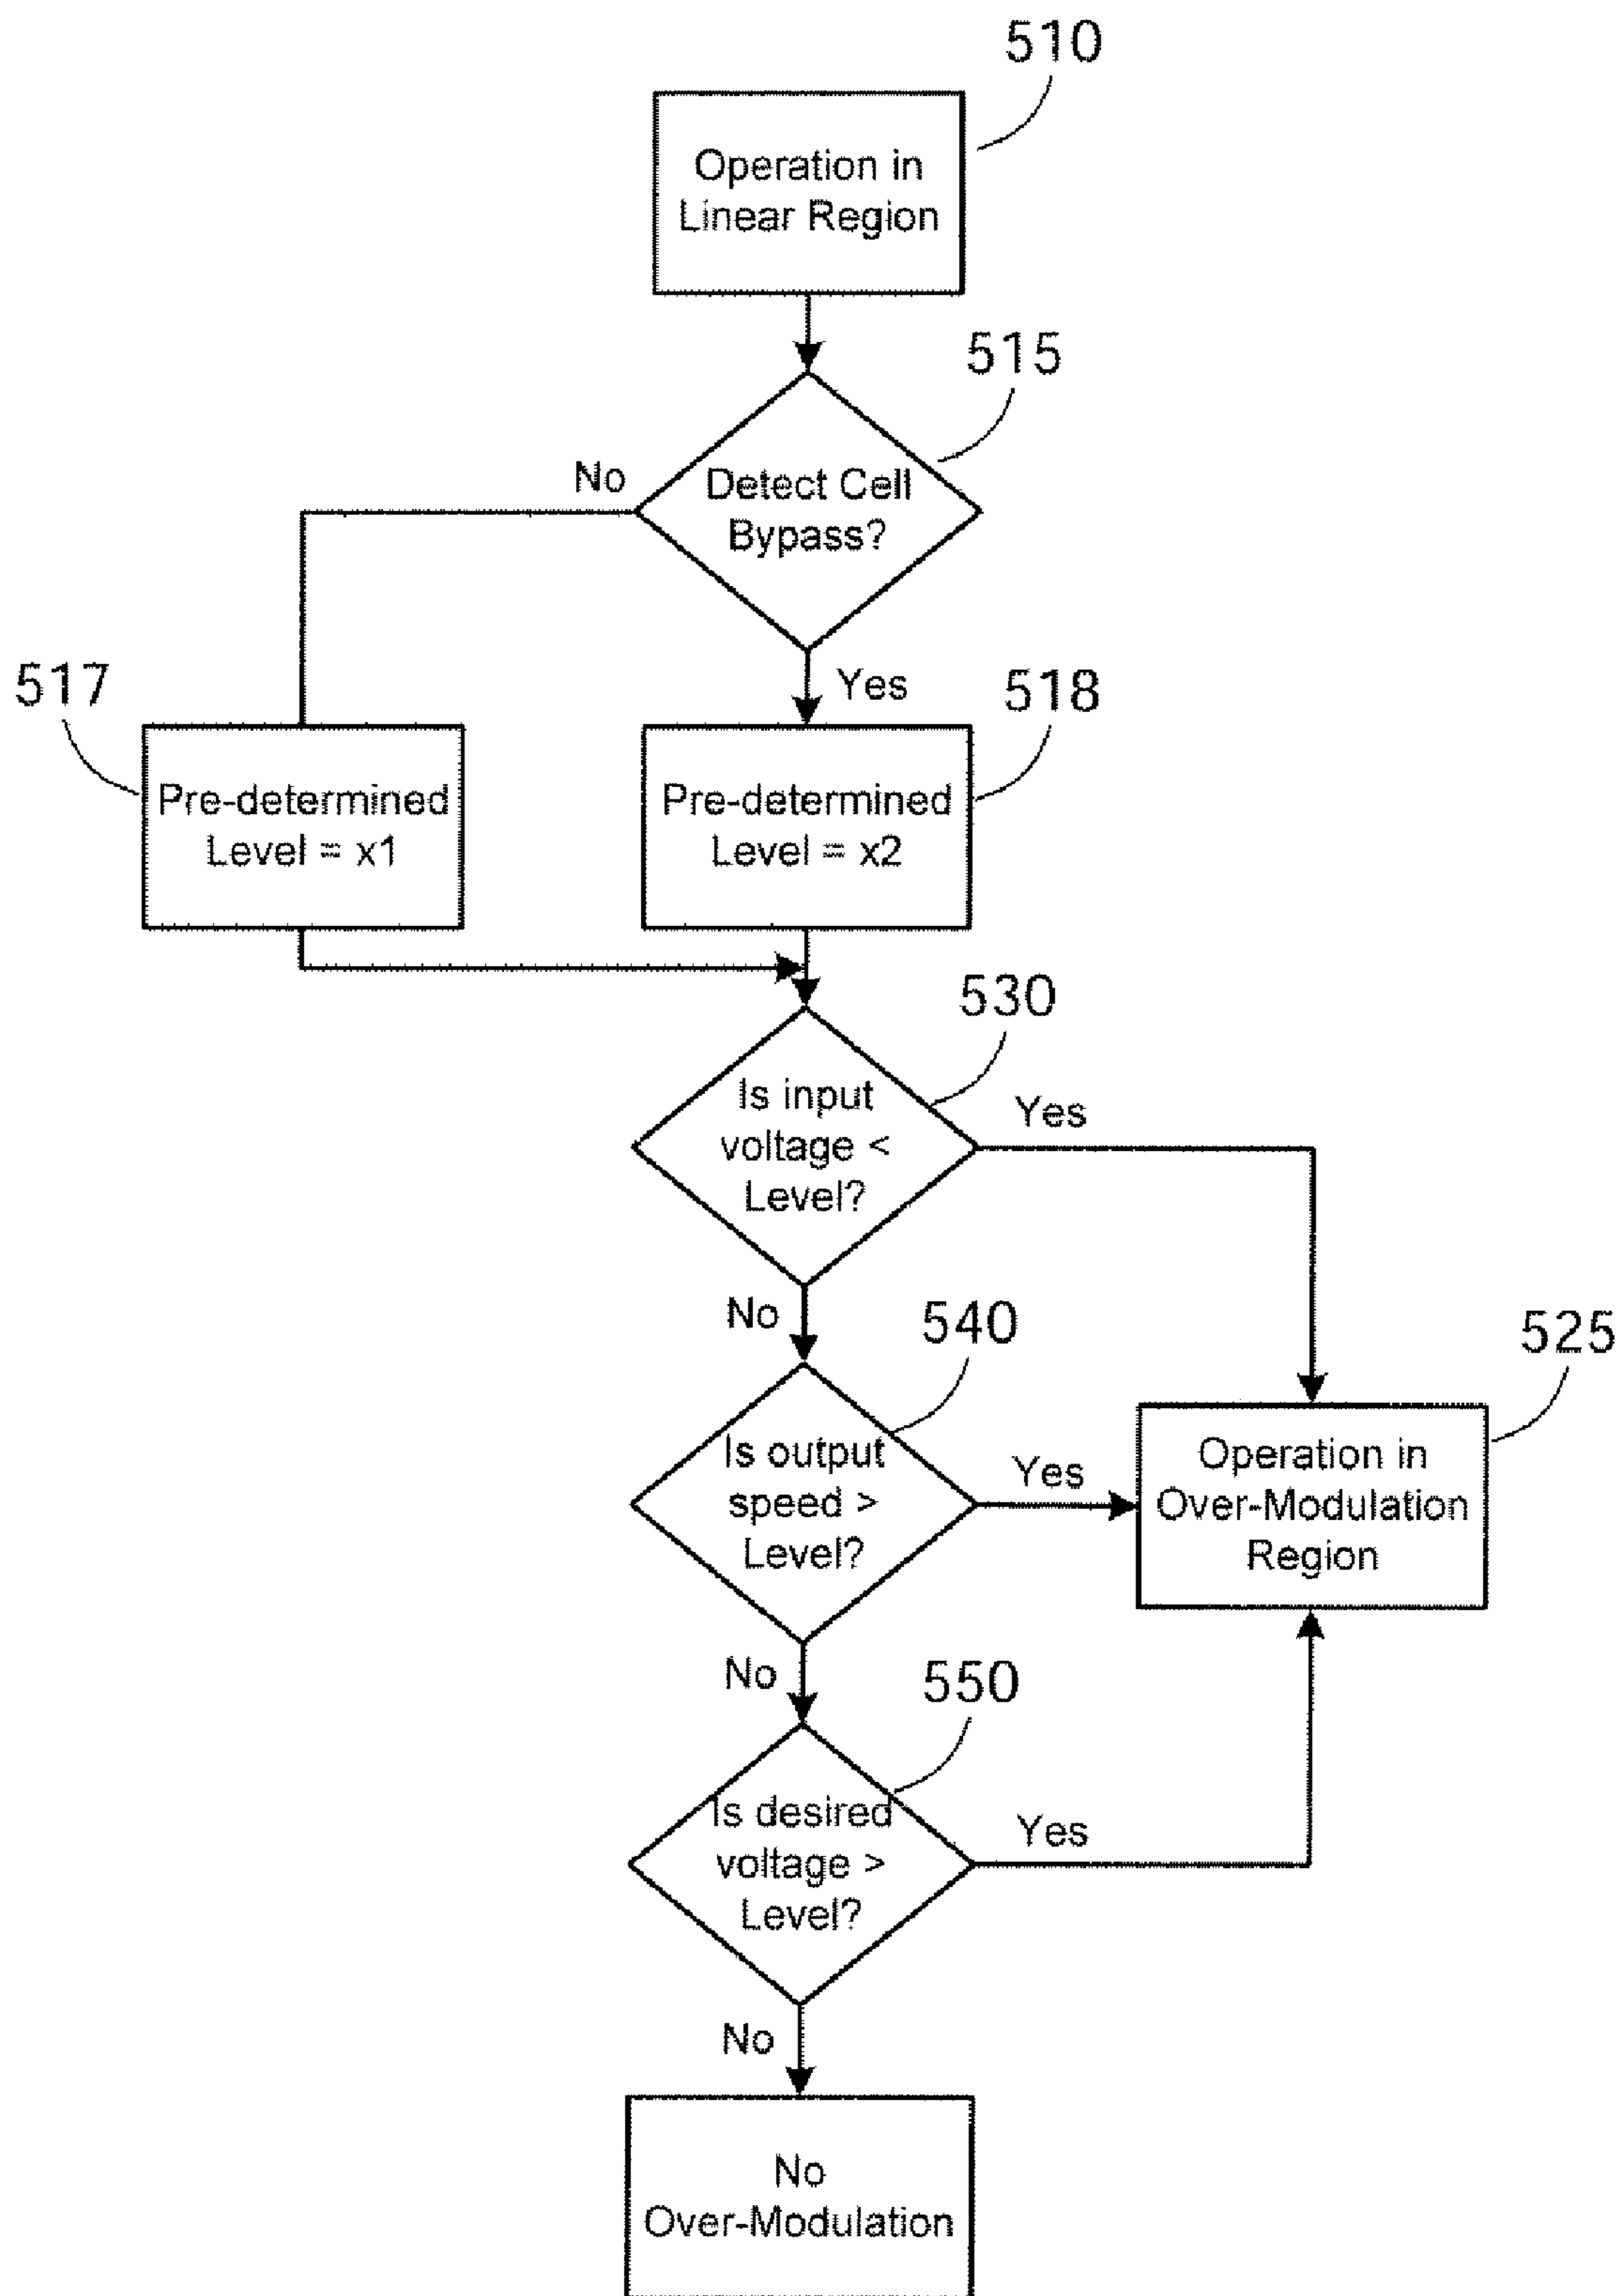 510
Operation in
Linear Region
515
No
Detect Cell
Bypass?
517
Yes
518
Pre-determined
Level = x1
Pre-determined
Level = x2
530
Is input
voltage <
Level?
Yes
No
540
525
Is output
speed >
Level?
Yes
Operation in
Over-Modulation
Region
No
550
Is desired
voltage >
Level?
Yes
No
No
Over-Modulation